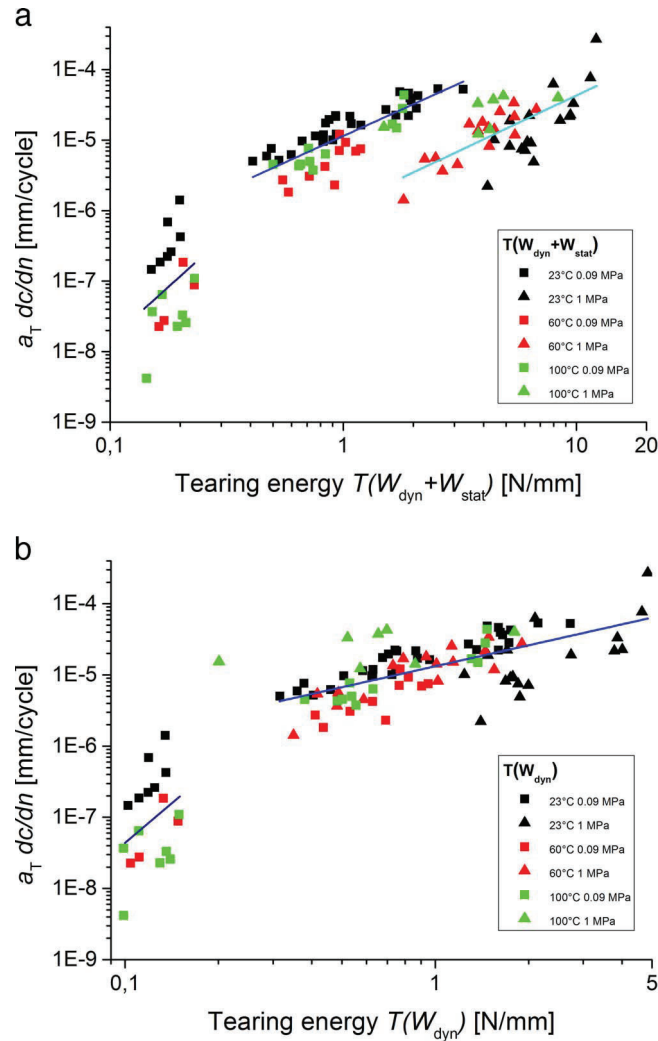 a
1E-4
1E-5
1E-6
1E-7
1E-8
1E-9
a_T dc/dn [mm/cycle]
T(W_dyn+W_stat)
23°C 0.09 MPa
23°C 1 MPa
60°C 0.09 MPa
60°C 1 MPa
100°C 0.09 MPa
100°C 1 MPa
0,1 1 10 20
Tearing energy T(W_dyn+W_stat) [N/mm]
b
1E-4
1E-5
1E-6
1E-7
1E-8
1E-9
a_T dc/dn [mm/cycle]
T(W_dyn)
23°C 0.09 MPa
23°C 1 MPa
60°C 0.09 MPa
60°C 1 MPa
100°C 0.09 MPa
100°C 1 MPa
0,1 1 5
Tearing energy T(W_dyn) [N/mm]